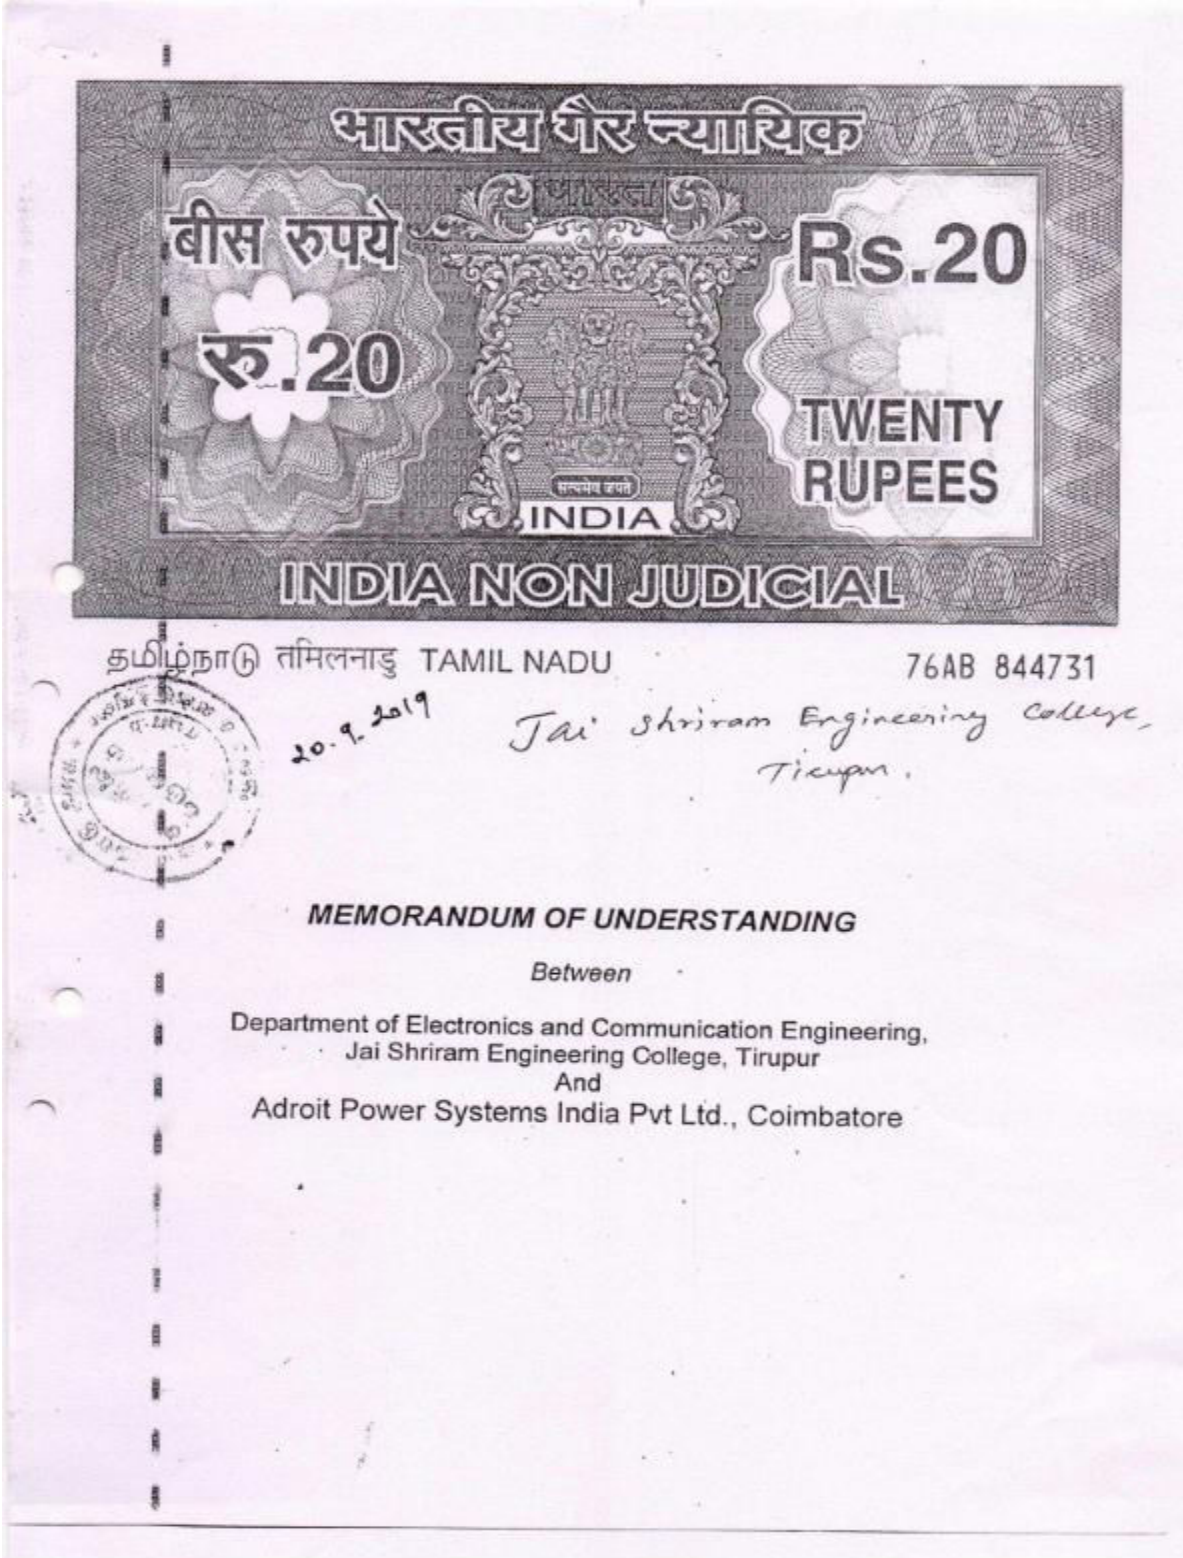 भारतीय गैर न्यायिक
भारत
बीस रुपये
रु.20
Rs.20
TWENTY
RUPEES
सत्यमेव जयते
INDIA
INDIA NON JUDICIAL
தமிழ்நாடு तमिलनाडु TAMIL NADU
76AB 844731
20.9.2019
Jai Shriram Engineering College,
Tirupur.
MEMORANDUM OF UNDERSTANDING
Between
Department of Electronics and Communication Engineering,
Jai Shriram Engineering College, Tirupur
And
Adroit Power Systems India Pvt Ltd., Coimbatore